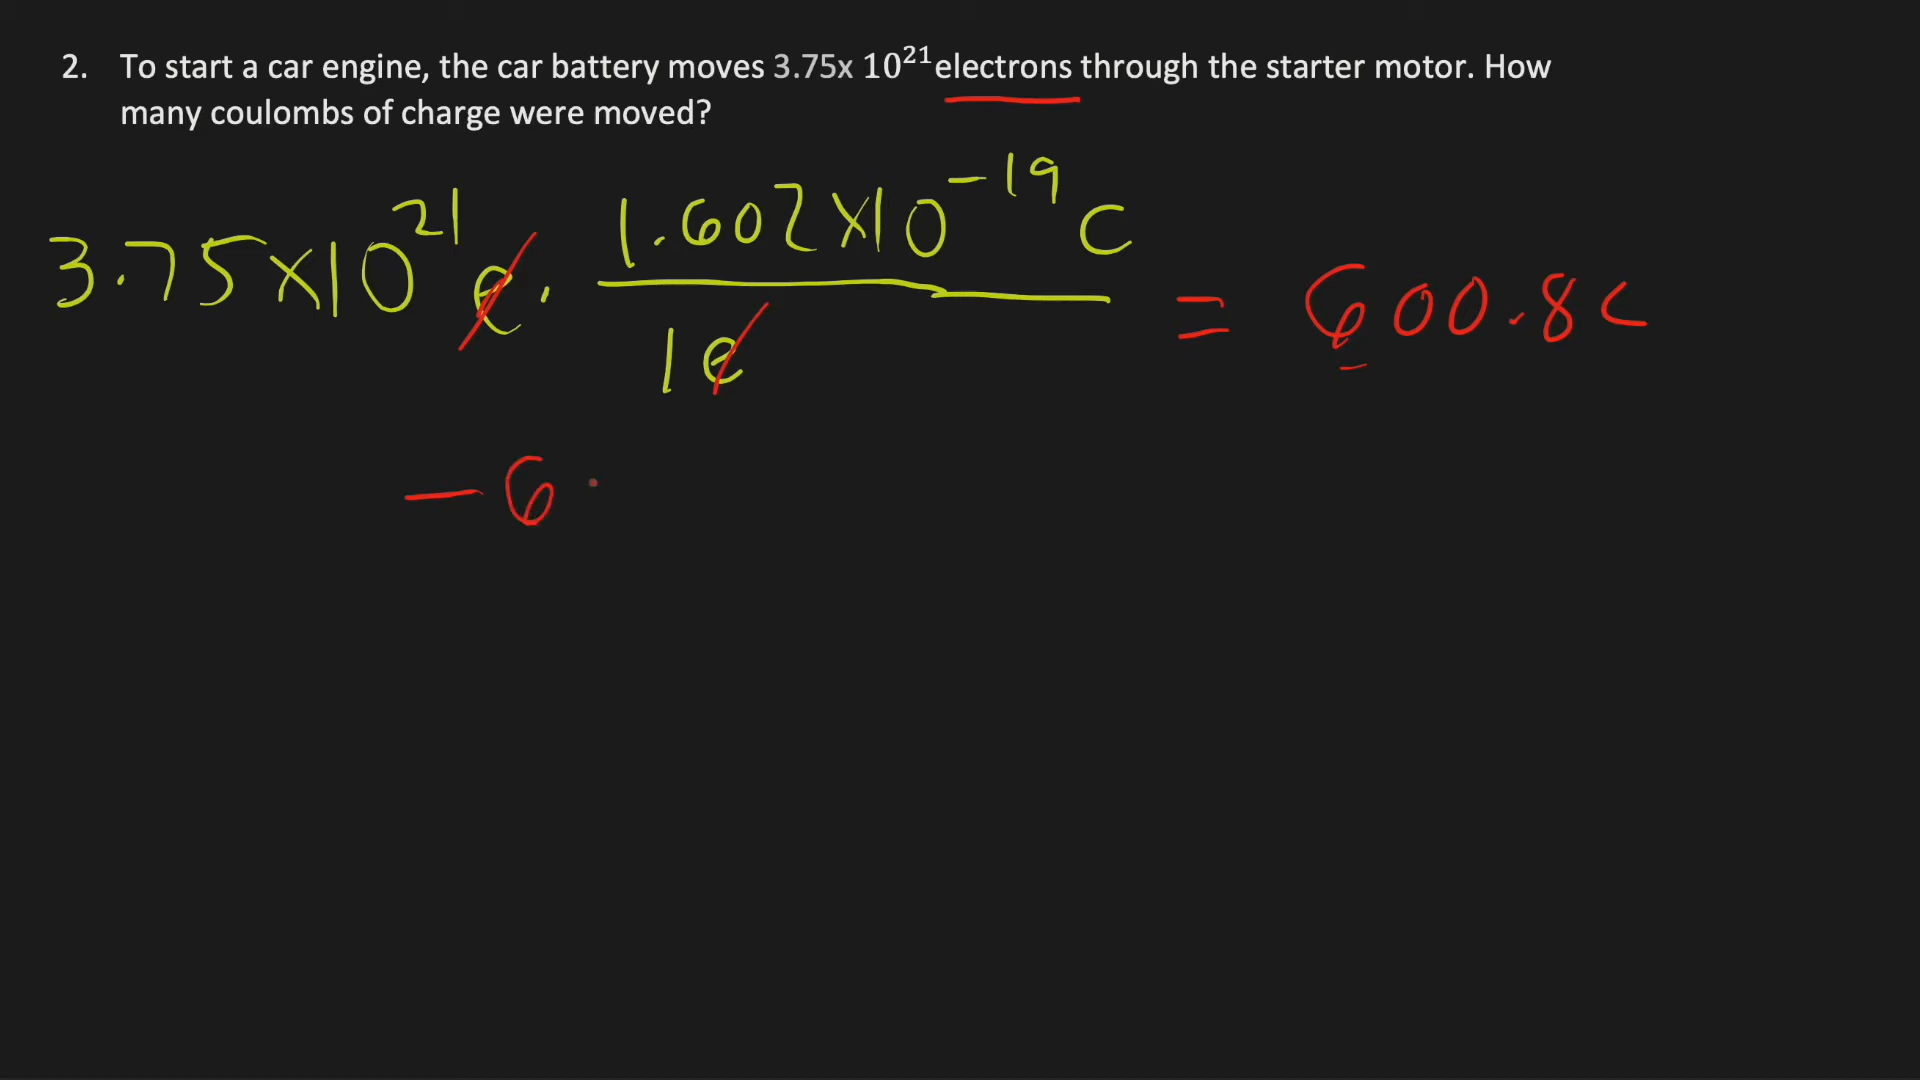 2. To start a car engine, the car battery moves 3.75x 10²¹ electrons through the starter motor. How
many coulombs of charge were moved?
3.75x10²¹ e · 1.602x10⁻¹⁹ C
1e
= 600.8C
-6.